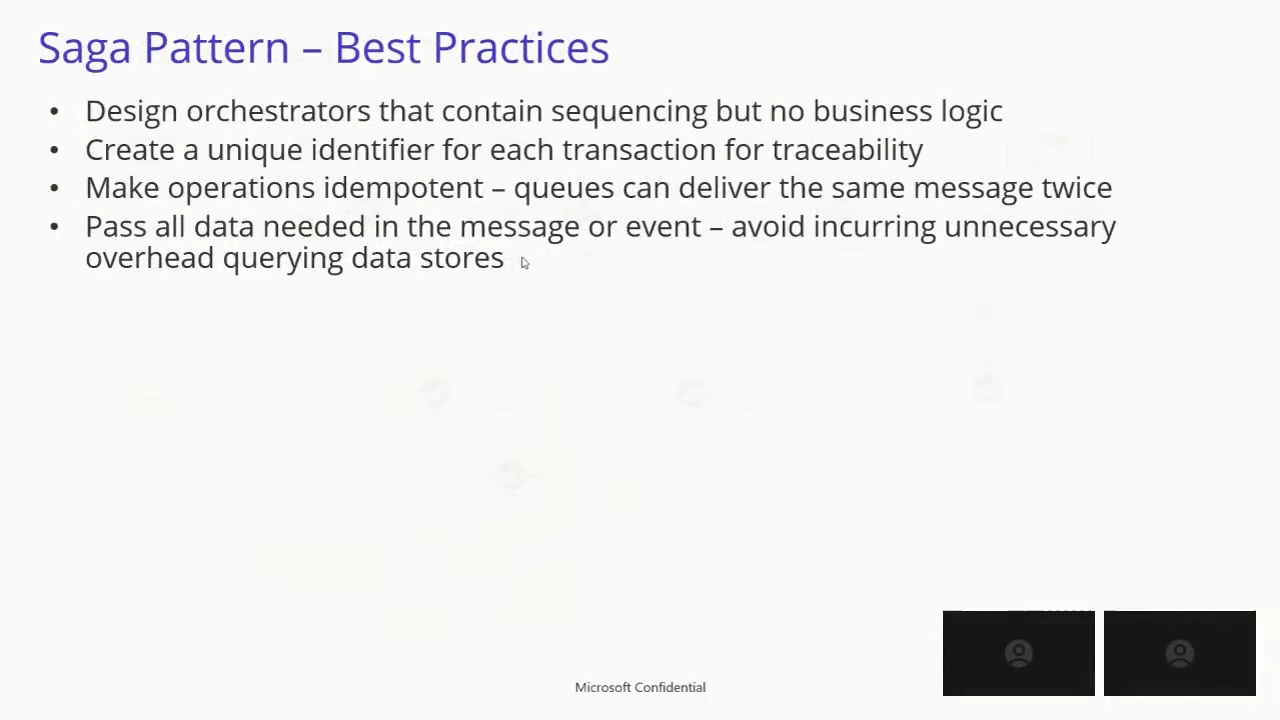 Saga Pattern – Best Practices
• Design orchestrators that contain sequencing but no business logic
• Create a unique identifier for each transaction for traceability
• Make operations idempotent – queues can deliver the same message twice
• Pass all data needed in the message or event – avoid incurring unnecessary
overhead querying data stores
Microsoft Confidential